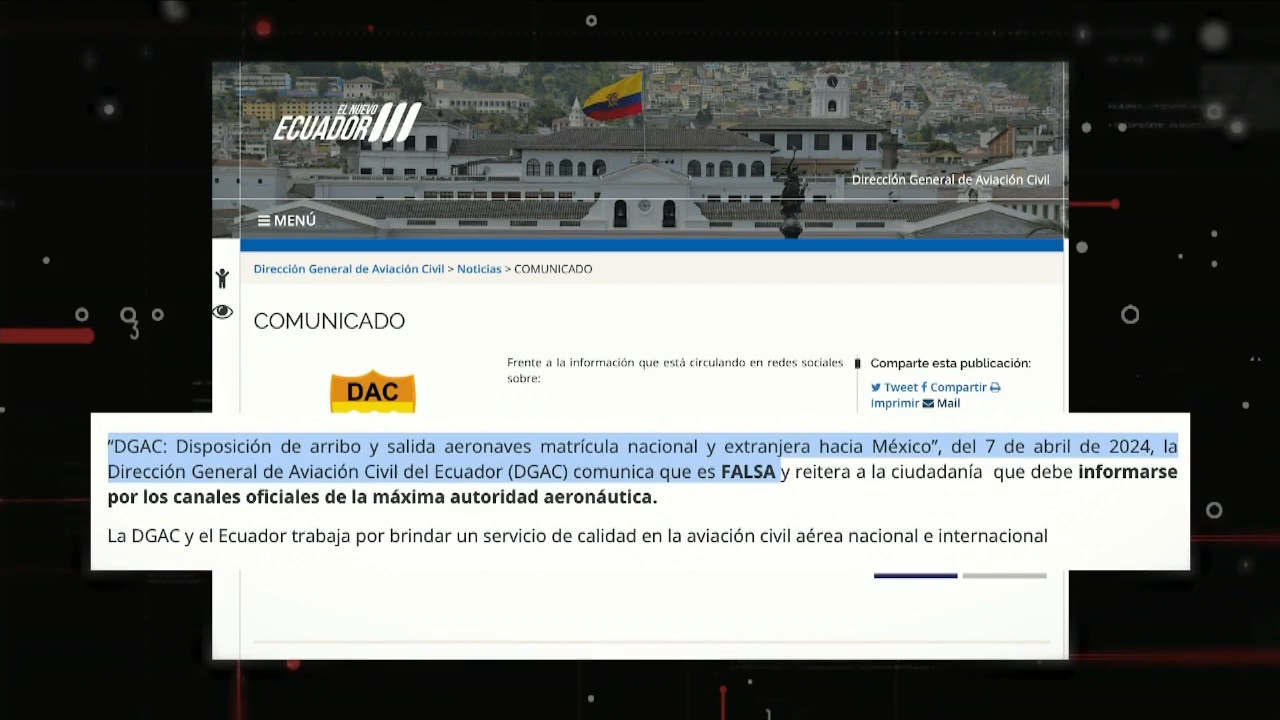 EL NUEVO
ECUADOR
Dirección General de Aviación Civil
MENÚ
Dirección General de Aviación Civil > Noticias > COMUNICADO
COMUNICADO
DAC
Frente a la información que está circulando en redes sociales
sobre:
Comparte esta publicación:
Tweet Compartir
Imprimir Mail
“DGAC: Disposición de arribo y salida aeronaves matrícula nacional y extranjera hacia México”, del 7 de abril de 2024, la
Dirección General de Aviación Civil del Ecuador (DGAC) comunica que es FALSA y reitera a la ciudadanía que debe informarse
por los canales oficiales de la máxima autoridad aeronáutica.
La DGAC y el Ecuador trabaja por brindar un servicio de calidad en la aviación civil aérea nacional e internacional